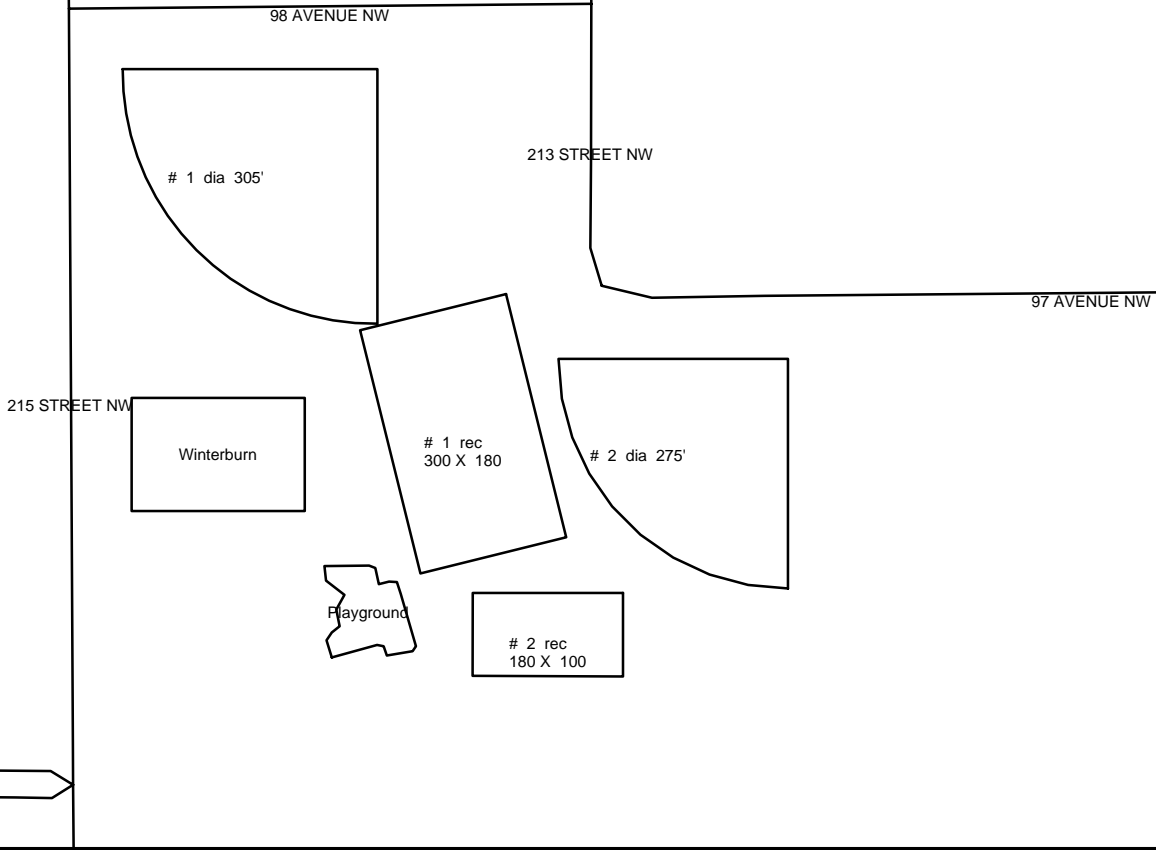 98 AVENUE NW
213 STREET NW
# 1 dia 305'
97 AVENUE NW
215 STREET NW
Winterburn
# 1 rec
300 X 180
# 2 dia 275'
Playground
# 2 rec
180 X 100